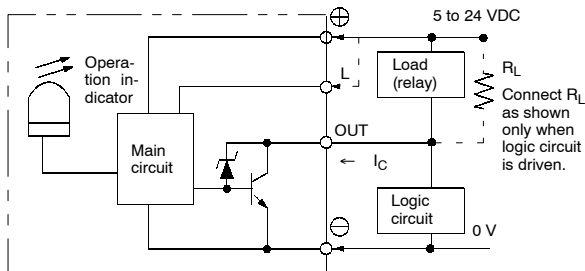 ⊕
5 to 24 VDC
Opera-
tion in-
dicator
L
Load
(relay)
RL
Connect RL
as shown
only when
logic circuit
is driven.
OUT
← IC
Main
circuit
Logic
circuit
⊖
0 V